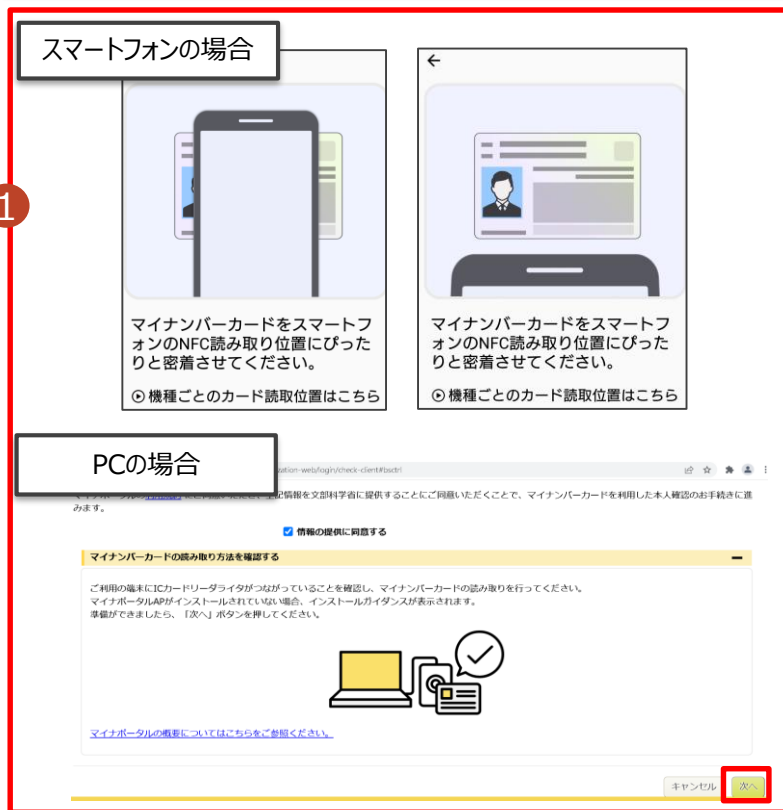 スマートフォンの場合
1
マイナンバーカードをスマートフ
ォンのNFC読み取り位置にぴった
りと密着させてください。
機種ごとのカード読取位置はこちら
マイナンバーカードをスマートフ
ォンのNFC読み取り位置にぴった
りと密着させてください。
機種ごとのカード読取位置はこちら
PCの場合
ation-web/login/check-client#bsctrl
記情報を文部科学省に提供することにご同意いただくことで、マイナンバーカードを利用した本人確認のお手続きに進
みます。
情報の提供に同意する
マイナンバーカードの読み取り方法を確認する
ご利用の端末にICカードリーダライタがつながっていることを確認し、マイナンバーカードの読み取りを行ってください。
マイナポータルAPがインストールされていない場合、インストールガイダンスが表示されます。
準備ができましたら、「次へ」ボタンを押してください。
マイナポータルの概要についてはこちらをご参照ください。
キャンセル
次へ